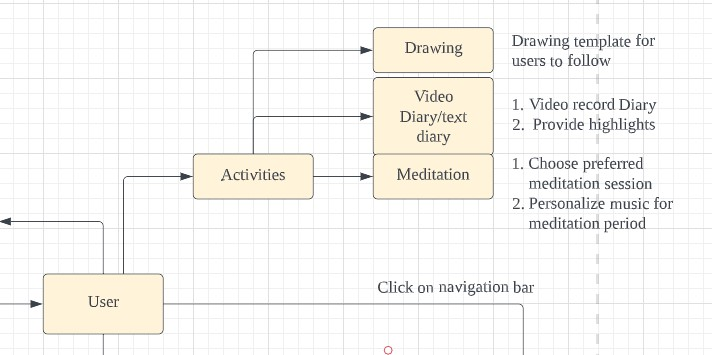 Drawing
Drawing template for
users to follow
Video
Diary/text
diary
1. Video record Diary
2. Provide highlights
Activities
Meditation
1. Choose preferred
meditation session
2. Personalize music for
meditation period
User
Click on navigation bar